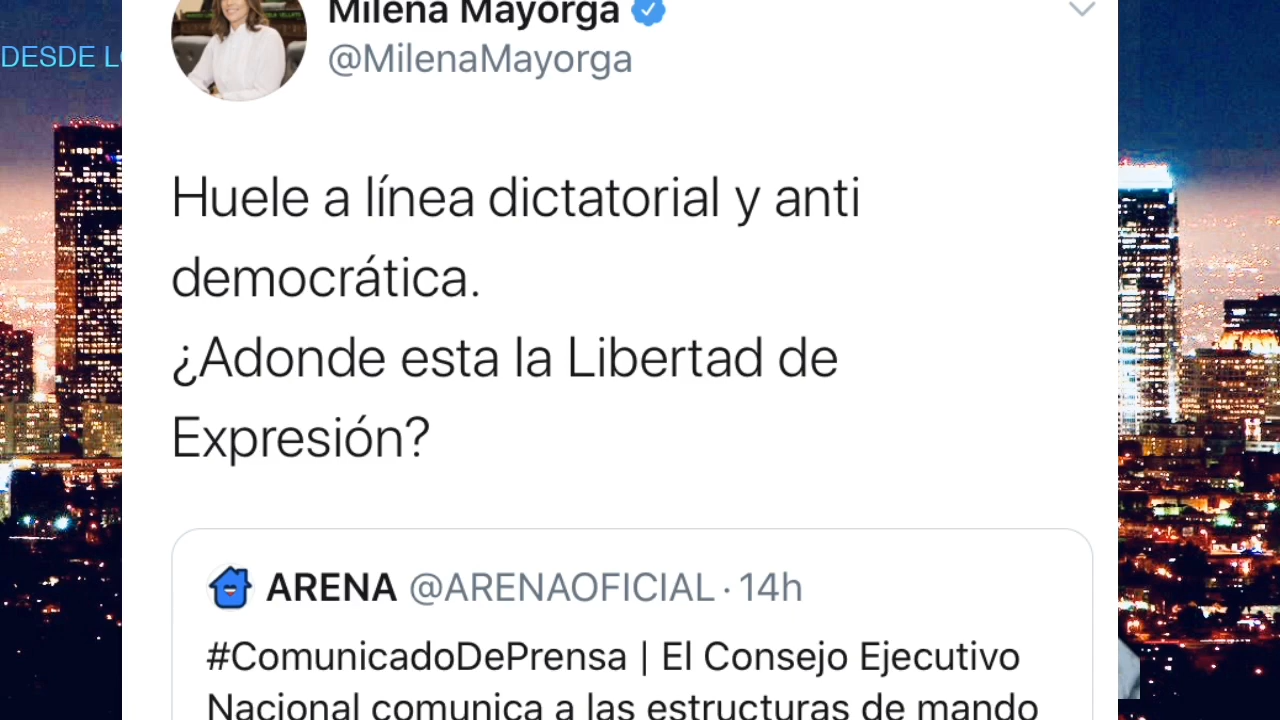 Milena Mayorga
@MilenaMayorga
DESDE
Huele a línea dictatorial y anti
democrática.
¿Adonde esta la Libertad de
Expresión?
ARENA @ARENAOFICIAL · 14h
#ComunicadoDePrensa | El Consejo Ejecutivo
Nacional comunica a las estructuras de mando